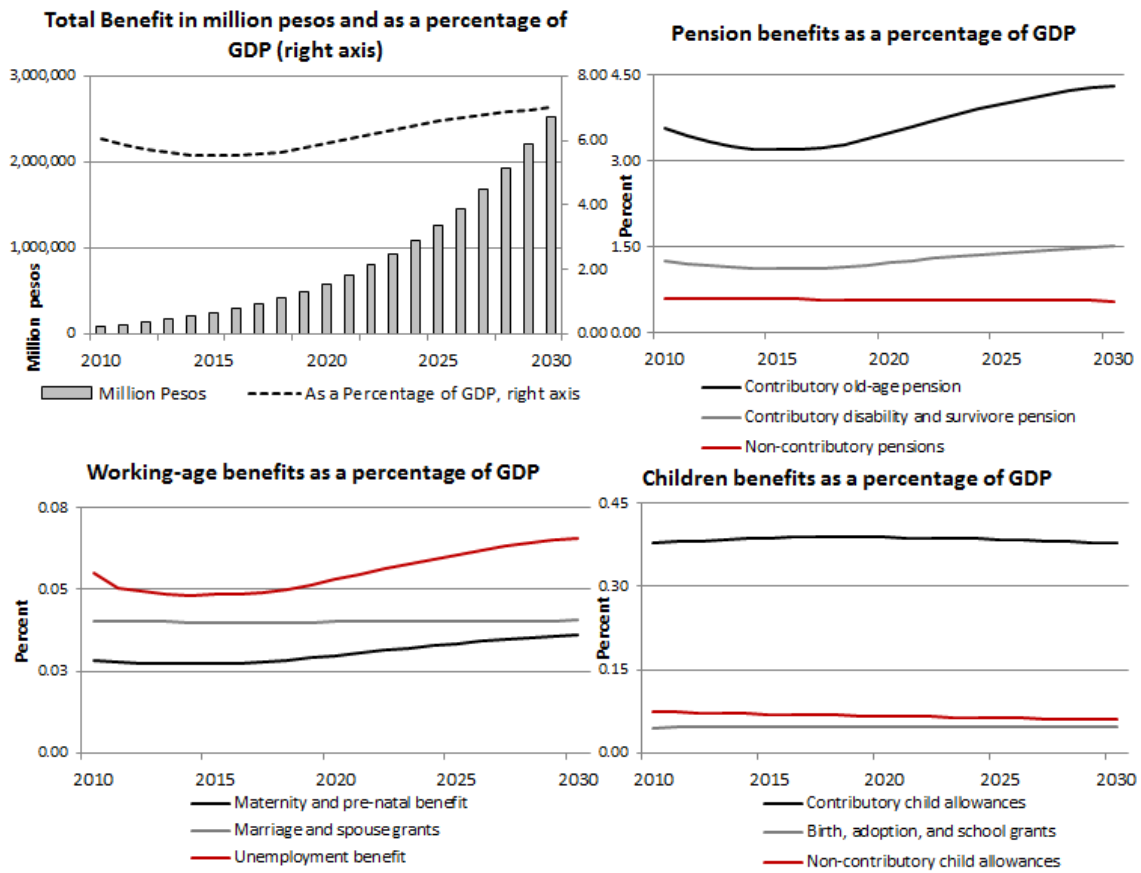 Total Benefit in million pesos and as a percentage of
GDP (right axis)
3,000,000
2,000,000
1,000,000
0
Million pesos
8.00
6.00
4.00
2.00
0.00
2010
2015
2020
2025
2030
Million Pesos
As a Percentage of GDP, right axis
Pension benefits as a percentage of GDP
4.50
3.00
1.50
0.00
Percent
2010
2015
2020
2025
2030
Contributory old-age pension
Contributory disability and survivore pension
Non-contributory pensions
Working-age benefits as a percentage of GDP
0.08
0.05
0.03
0.00
Percent
2010
2015
2020
2025
2030
Maternity and pre-natal benefit
Marriage and spouse grants
Unemployment benefit
Children benefits as a percentage of GDP
0.45
0.30
0.15
0.00
Percent
2010
2015
2020
2025
2030
Contributory child allowances
Birth, adoption, and school grants
Non-contributory child allowances